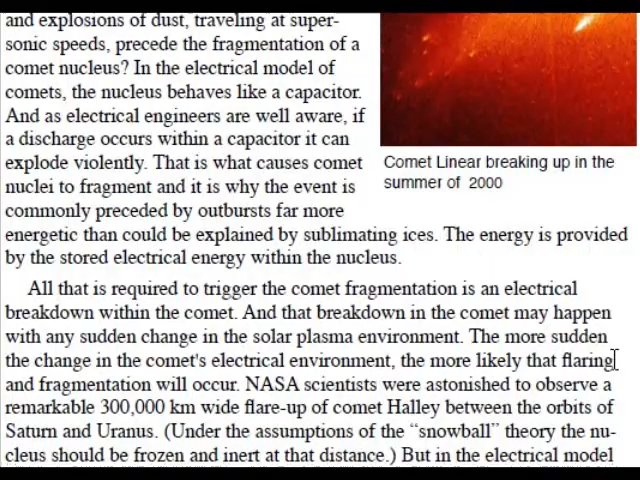 and explosions of dust, traveling at super-
sonic speeds, precede the fragmentation of a
comet nucleus? In the electrical model of
comets, the nucleus behaves like a capacitor.
And as electrical engineers are well aware, if
a discharge occurs within a capacitor it can
explode violently. That is what causes comet
nuclei to fragment and it is why the event is
commonly preceded by outbursts far more
energetic than could be explained by sublimating ices. The energy is provided
by the stored electrical energy within the nucleus.
Comet Linear breaking up in the
summer of 2000
All that is required to trigger the comet fragmentation is an electrical
breakdown within the comet. And that breakdown in the comet may happen
with any sudden change in the solar plasma environment. The more sudden
the change in the comet's electrical environment, the more likely that flaring
and fragmentation will occur. NASA scientists were astonished to observe a
remarkable 300,000 km wide flare-up of comet Halley between the orbits of
Saturn and Uranus. (Under the assumptions of the “snowball” theory the nu-
cleus should be frozen and inert at that distance.) But in the electrical model